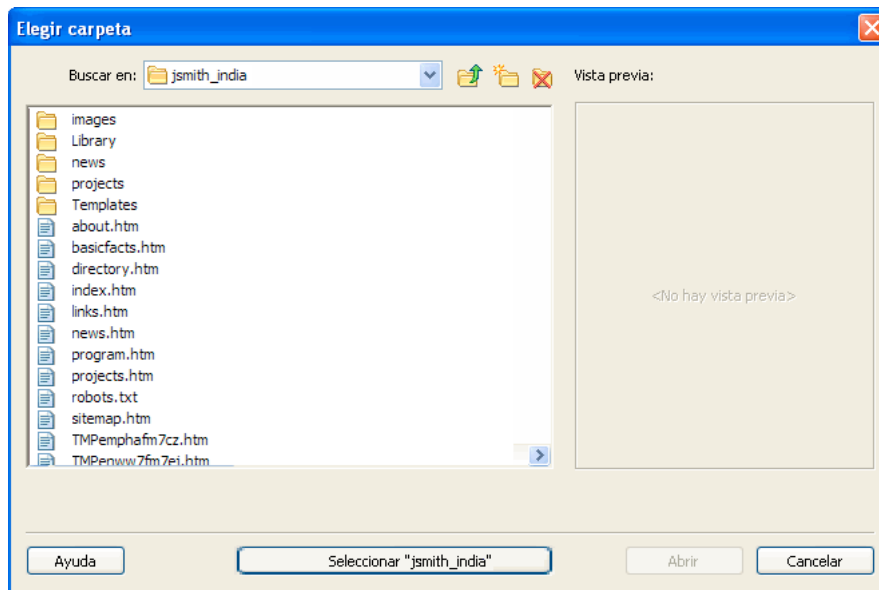 Elegir carpeta
Buscar en: jsmith_india Vista previa:
images
Library
news
projects
Templates
about.htm
basicfacts.htm
directory.htm
index.htm
<No hay vista previa>
links.htm
news.htm
program.htm
projects.htm
robots.txt
sitemap.htm
TMPemphafm7cz.htm
TMPenww7fm7ei.htm
Ayuda Seleccionar "jsmith_india" Abrir Cancelar